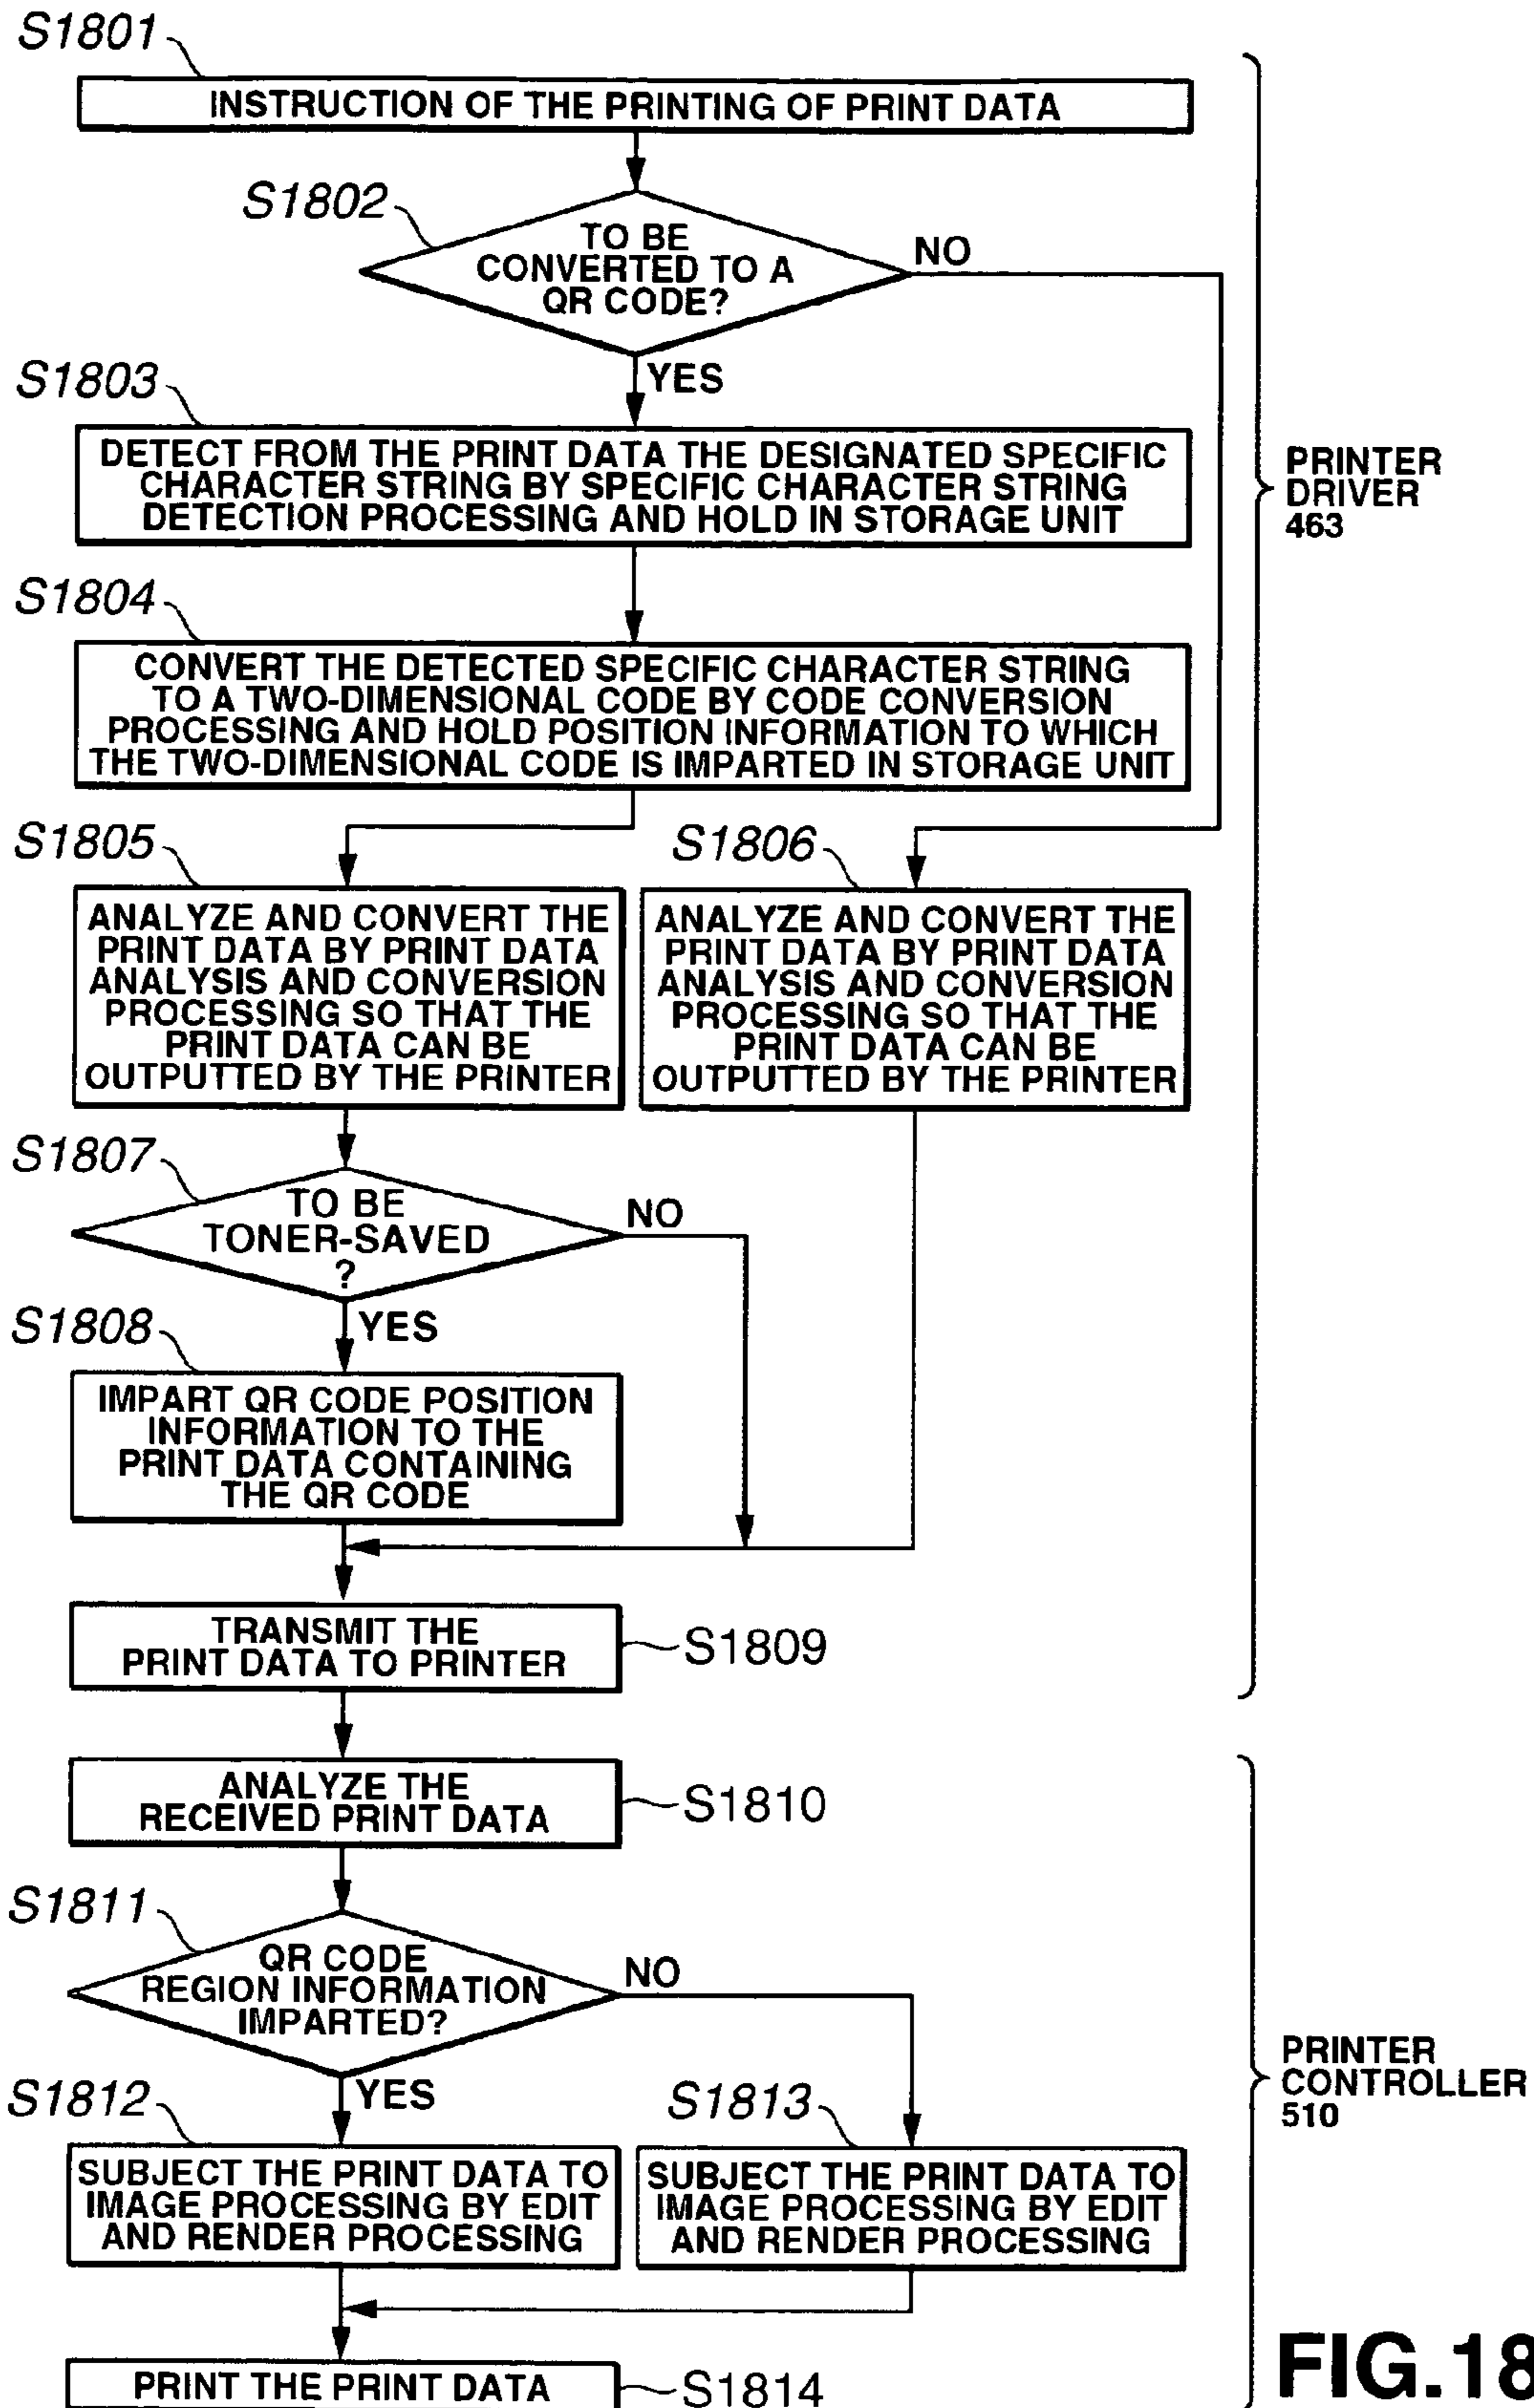 S1801
INSTRUCTION OF THE PRINTING OF PRINT DATA
S1802
TO BE
CONVERTED TO A
QR CODE?
NO
YES
S1803
DETECT FROM THE PRINT DATA THE DESIGNATED SPECIFIC
CHARACTER STRING BY SPECIFIC CHARACTER STRING
DETECTION PROCESSING AND HOLD IN STORAGE UNIT
PRINTER
DRIVER
463
S1804
CONVERT THE DETECTED SPECIFIC CHARACTER STRING
TO A TWO-DIMENSIONAL CODE BY CODE CONVERSION
PROCESSING AND HOLD POSITION INFORMATION TO WHICH
THE TWO-DIMENSIONAL CODE IS IMPARTED IN STORAGE UNIT
S1805
ANALYZE AND CONVERT THE
PRINT DATA BY PRINT DATA
ANALYSIS AND CONVERSION
PROCESSING SO THAT THE
PRINT DATA CAN BE
OUTPUTTED BY THE PRINTER
S1806
ANALYZE AND CONVERT THE
PRINT DATA BY PRINT DATA
ANALYSIS AND CONVERSION
PROCESSING SO THAT THE
PRINT DATA CAN BE
OUTPUTTED BY THE PRINTER
S1807
TO BE
TONER-SAVED
?
NO
YES
S1808
IMPART QR CODE POSITION
INFORMATION TO THE
PRINT DATA CONTAINING
THE QR CODE
TRANSMIT THE
PRINT DATA TO PRINTER
S1809
ANALYZE THE
RECEIVED PRINT DATA
S1810
S1811
QR CODE
REGION INFORMATION
IMPARTED?
NO
YES
PRINTER
CONTROLLER
510
S1812
SUBJECT THE PRINT DATA TO
IMAGE PROCESSING BY EDIT
AND RENDER PROCESSING
S1813
SUBJECT THE PRINT DATA TO
IMAGE PROCESSING BY EDIT
AND RENDER PROCESSING
PRINT THE PRINT DATA
S1814
FIG.18